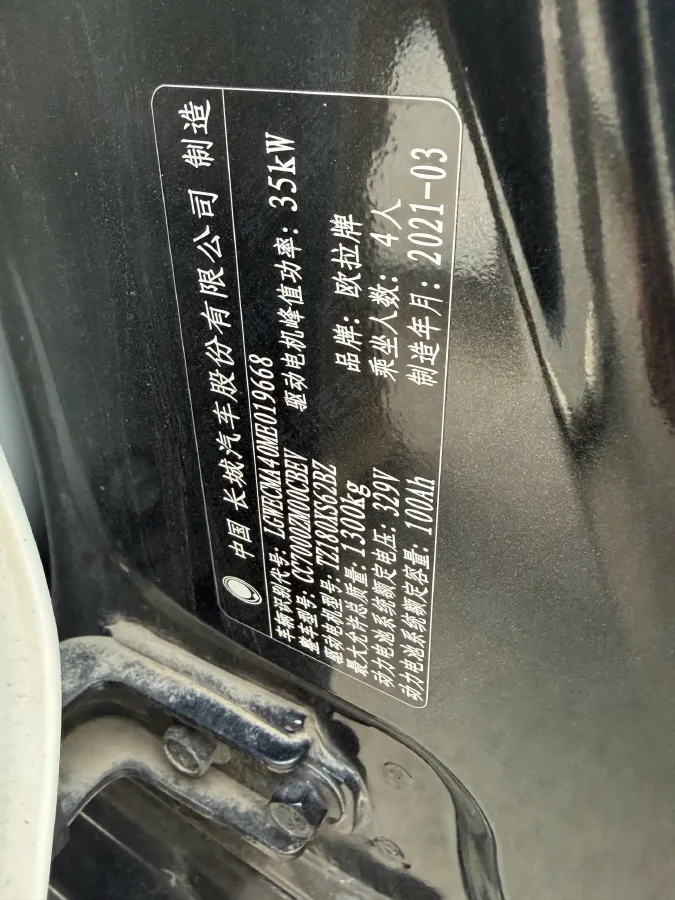 中国 长城汽车股份有限公司 制造
车辆识别代号: LGWECMA40ME019668
整车型号: CC7000ZM00CBEV 驱动电机峰值功率: 35kW
驱动电机型号: TZ180XS62BZ
最大允许总质量: 1300kg 品牌: 欧拉牌
动力电池系统额定电压: 329V 乘坐人数: 4人
动力电池系统额定容量: 100Ah 制造年月: 2021-03